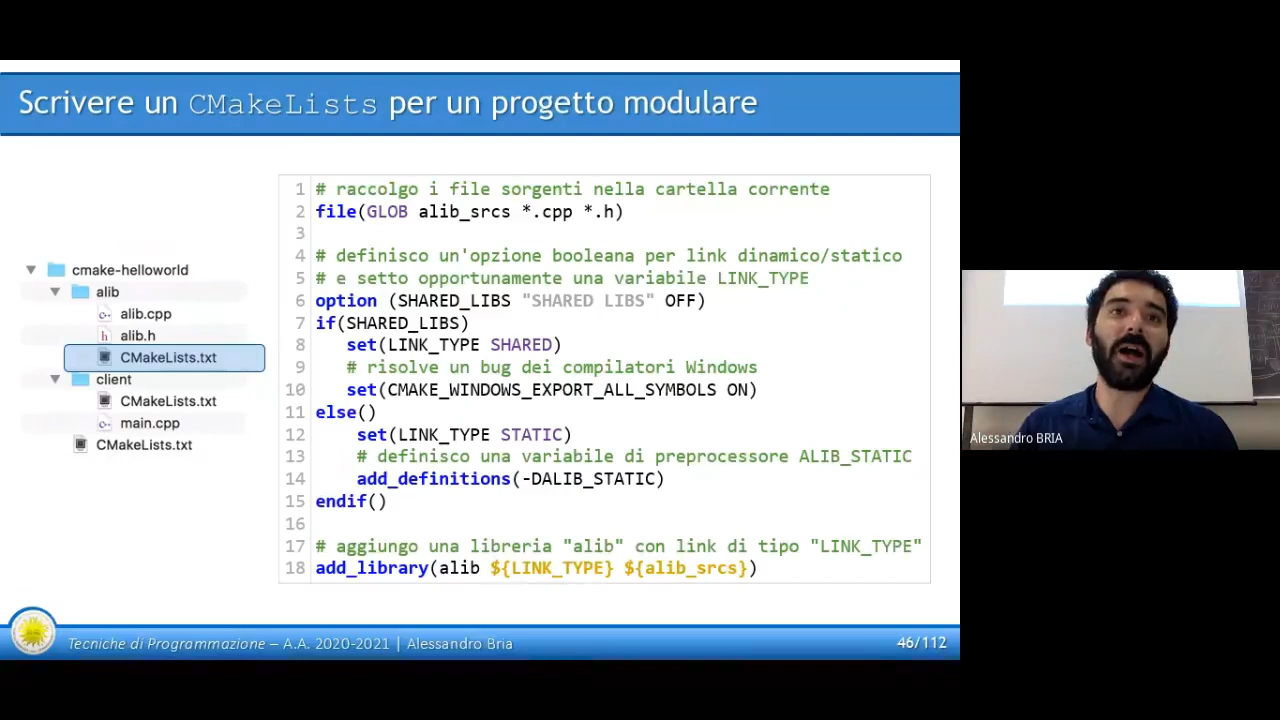 Scrivere un CMakeLists per un progetto modulare
cmake-helloworld
alib
alib.cpp
alib.h
CMakeLists.txt
client
CMakeLists.txt
main.cpp
CMakeLists.txt
1 # raccolgo i file sorgenti nella cartella corrente
2 file(GLOB alib_srcs *.cpp *.h)
3
4 # definisco un'opzione booleana per link dinamico/statico
5 # e setto opportunamente una variabile LINK_TYPE
6 option (SHARED_LIBS "SHARED LIBS" OFF)
7 if(SHARED_LIBS)
8 set(LINK_TYPE SHARED)
9 # risolve un bug dei compilatori Windows
10 set(CMAKE_WINDOWS_EXPORT_ALL_SYMBOLS ON)
11 else()
12 set(LINK_TYPE STATIC)
13 # definisco una variabile di preprocessore ALIB_STATIC
14 add_definitions(-DALIB_STATIC)
15 endif()
16
17 # aggiungo una libreria "alib" con link di tipo "LINK_TYPE"
18 add_library(alib ${LINK_TYPE} ${alib_srcs})
Alessandro BRIA
Tecniche di Programmazione – A.A. 2020-2021 | Alessandro Bria
46/112